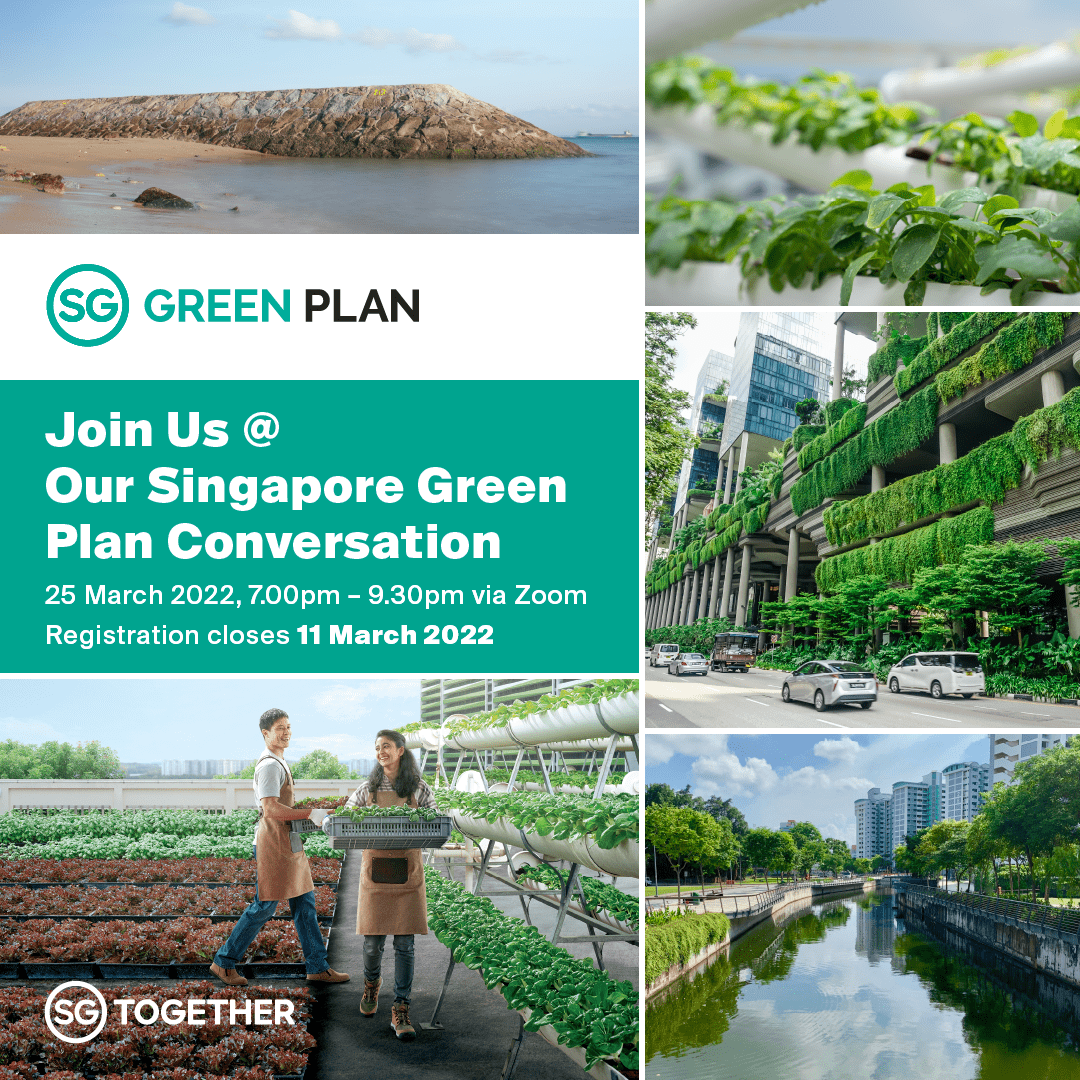 SG GREEN PLAN
Join Us @
Our Singapore Green
Plan Conversation
25 March 2022, 7.00pm – 9.30pm via Zoom
Registration closes 11 March 2022
SG TOGETHER